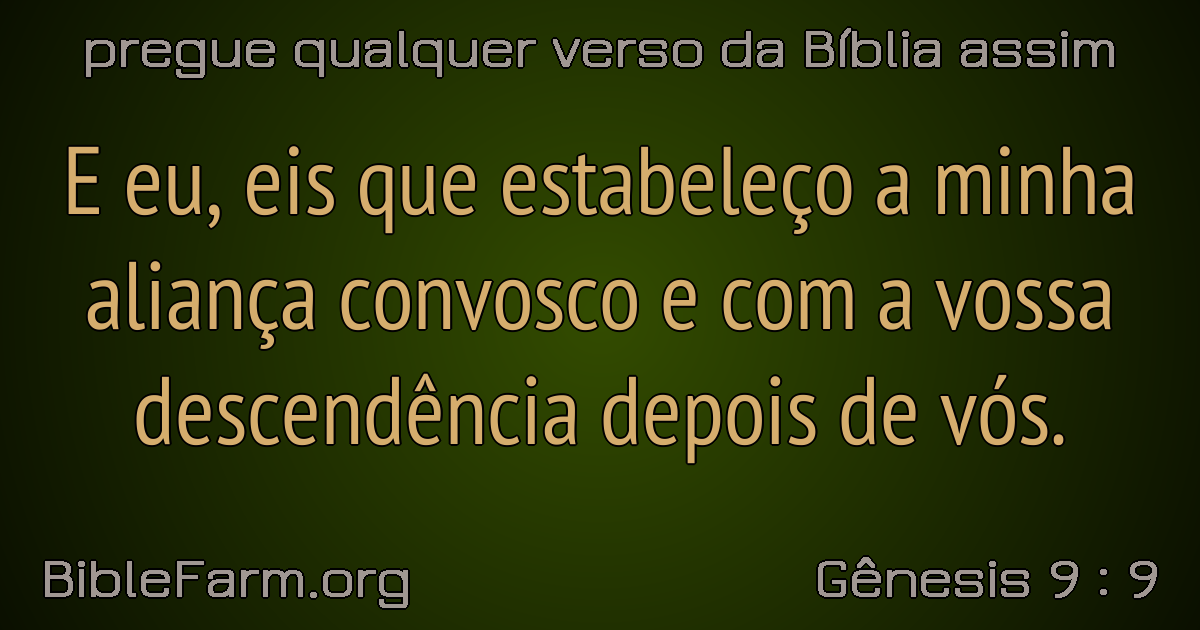 pregue qualquer verso da Bíblia assim
E eu, eis que estabeleço a minha
aliança convosco e com a vossa
descendência depois de vós.
BibleFarm.org
Gênesis 9 : 9